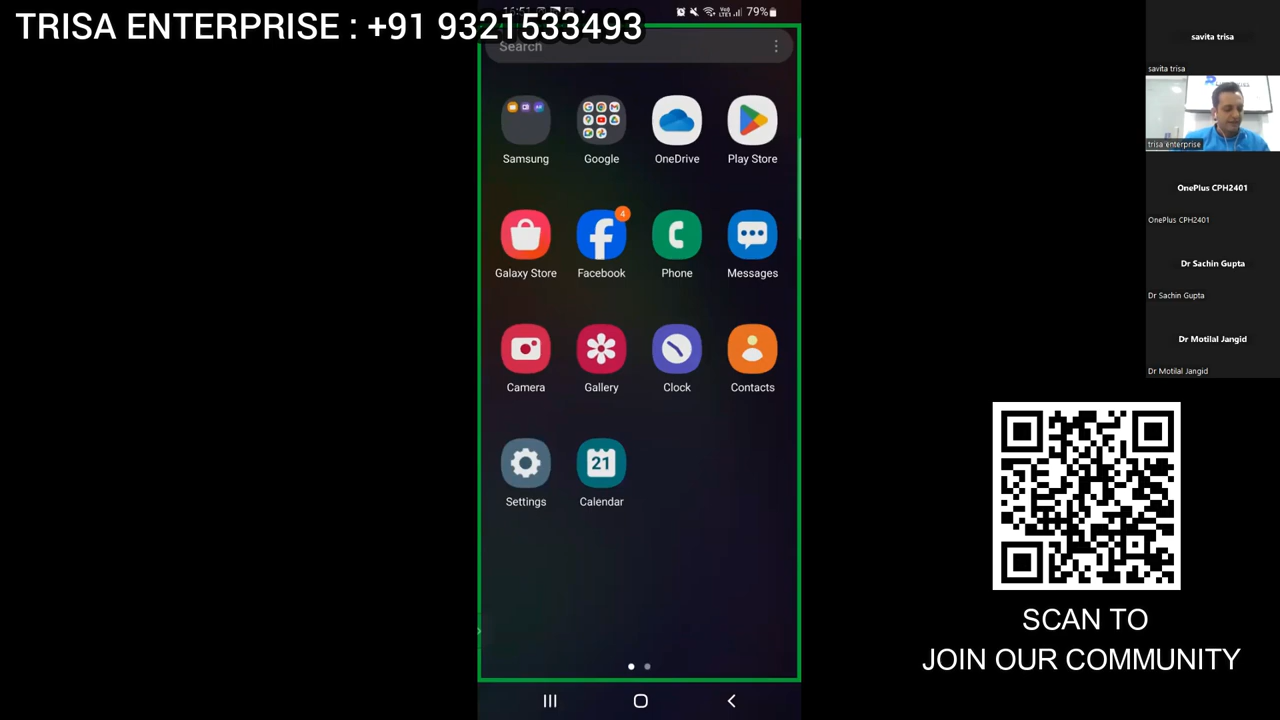 TRISA ENTERPRISE : +91 9321533493
79%
Search
Samsung
Google
OneDrive
Play Store
4
Galaxy Store
Facebook
Phone
Messages
Camera
Gallery
Clock
Contacts
21
Settings
Calendar
savita trisa
savita trisa
trisa enterprise
OnePlus CPH2401
OnePlus CPH2401
Dr Sachin Gupta
Dr Sachin Gupta
Dr Motilal Jangid
Dr Motilal Jangid
SCAN TO
JOIN OUR COMMUNITY